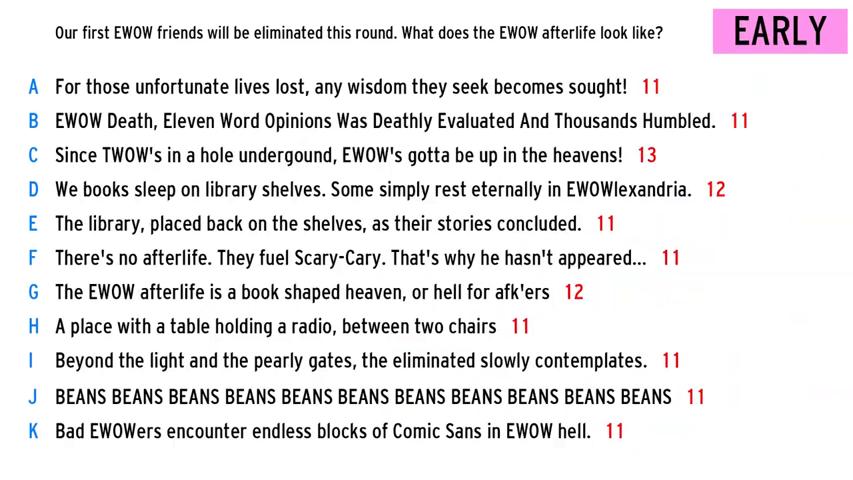 Our first EWOW friends will be eliminated this round. What does the EWOW afterlife look like?
EARLY
A For those unfortunate lives lost, any wisdom they seek becomes sought! 11
B EWOW Death, Eleven Word Opinions Was Deathly Evaluated And Thousands Humbled. 11
C Since TWOW's in a hole undergound, EWOW's gotta be up in the heavens! 13
D We books sleep on library shelves. Some simply rest eternally in EWOWlexandria. 12
E The library, placed back on the shelves, as their stories concluded. 11
F There's no afterlife. They fuel Scary-Cary. That's why he hasn't appeared... 11
G The EWOW afterlife is a book shaped heaven, or hell for afk'ers 12
H A place with a table holding a radio, between two chairs 11
I Beyond the light and the pearly gates, the eliminated slowly contemplates. 11
J BEANS BEANS BEANS BEANS BEANS BEANS BEANS BEANS BEANS BEANS BEANS 11
K Bad EWOWers encounter endless blocks of Comic Sans in EWOW hell. 11